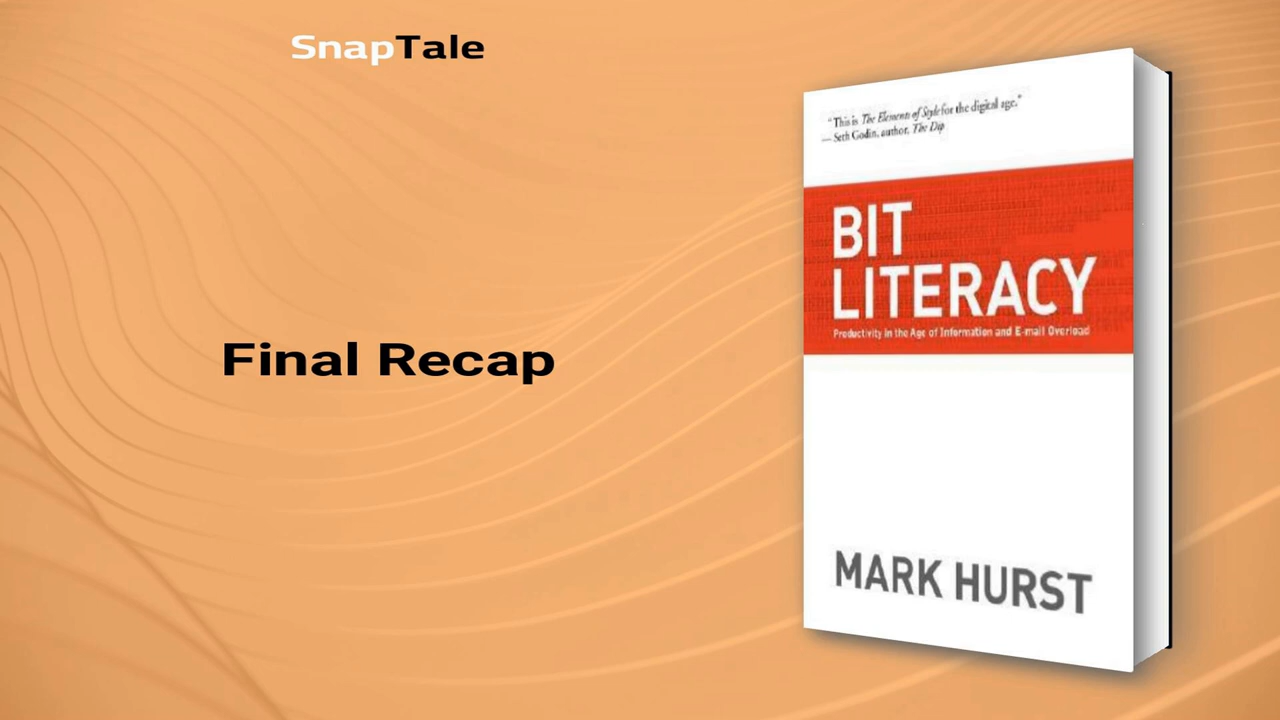 SnapTale
Final Recap
"This is The Elements of Style for the digital age."
— Seth Godin, author, The Dip
BIT
LITERACY
Productivity in the Age of Information and E-mail Overload
MARK HURST